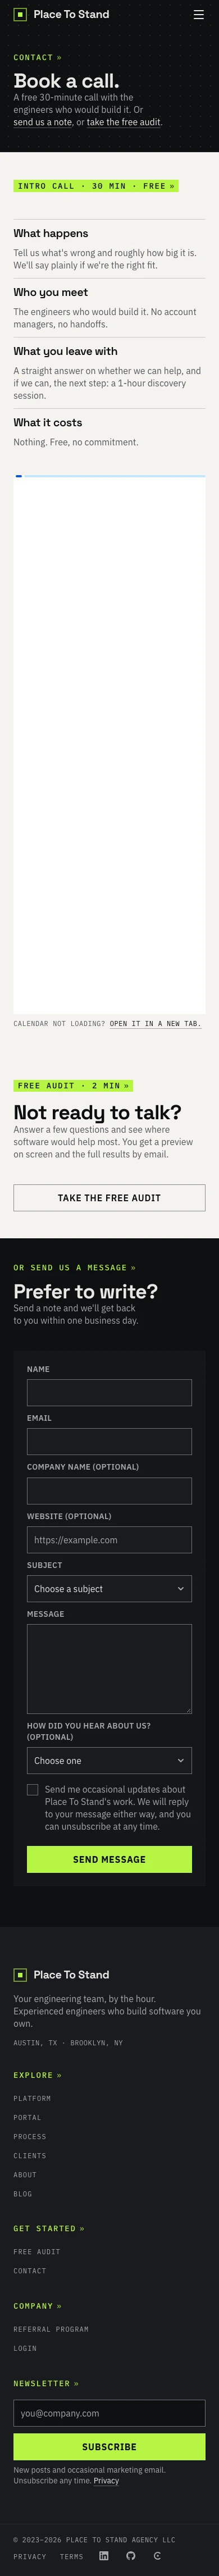 Place To Stand
CONTACT »
Book a call.
A free 30-minute call with the
engineers who would build it. Or
send us a note, or take the free audit.
INTRO CALL · 30 MIN · FREE »
What happens
Tell us what's wrong and roughly how big it is.
We'll say plainly if we're the right fit.
Who you meet
The engineers who would build it. No account
managers, no handoffs.
What you leave with
A straight answer on whether we can help, and
if we can, the next step: a 1-hour discovery
session.
What it costs
Nothing. Free, no commitment.
CALENDAR NOT LOADING? OPEN IT IN A NEW TAB.
FREE AUDIT · 2 MIN »
Not ready to talk?
Answer a few questions and see where
software would help most. You get a preview
on screen and the full results by email.
TAKE THE FREE AUDIT
OR SEND US A MESSAGE »
Prefer to write?
Send a note and we'll get back
to you within one business day.
NAME
EMAIL
COMPANY NAME (OPTIONAL)
WEBSITE (OPTIONAL)
https://example.com
SUBJECT
Choose a subject
MESSAGE
HOW DID YOU HEAR ABOUT US?
(OPTIONAL)
Choose one
Send me occasional updates about
Place To Stand's work. We will reply
to your message either way, and you
can unsubscribe at any time.
SEND MESSAGE
Place To Stand
Your engineering team, by the hour.
Experienced engineers who build software you
own.
AUSTIN, TX · BROOKLYN, NY
EXPLORE »
PLATFORM
PORTAL
PROCESS
CLIENTS
ABOUT
BLOG
GET STARTED »
FREE AUDIT
CONTACT
COMPANY »
REFERRAL PROGRAM
LOGIN
NEWSLETTER »
you@company.com
SUBSCRIBE
New posts and occasional marketing email.
Unsubscribe any time. Privacy
© 2023–2026 PLACE TO STAND AGENCY LLC
PRIVACY TERMS